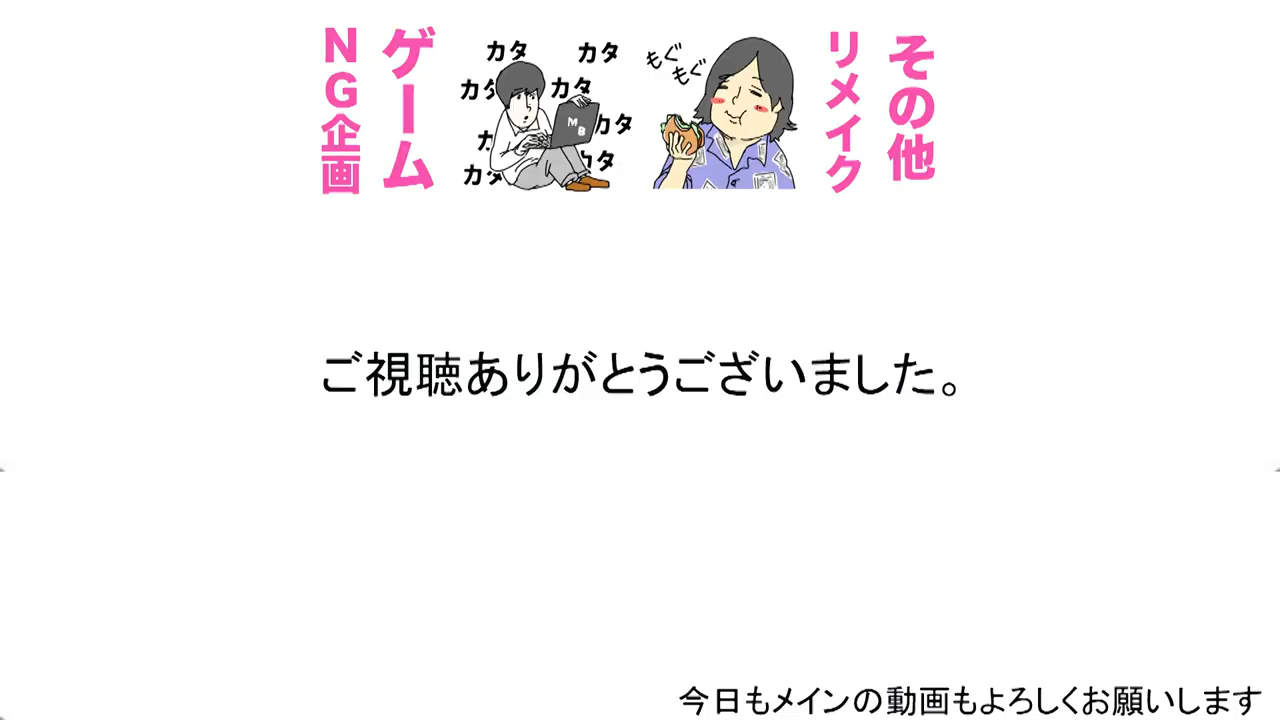 その他
リメイク
ゲーム
NG企画
カタ
カタ
カタ
カタ
カタ
カタ
もぐ
もぐ
MB
ご視聴ありがとうございました。
今日もメインの動画もよろしくお願いします